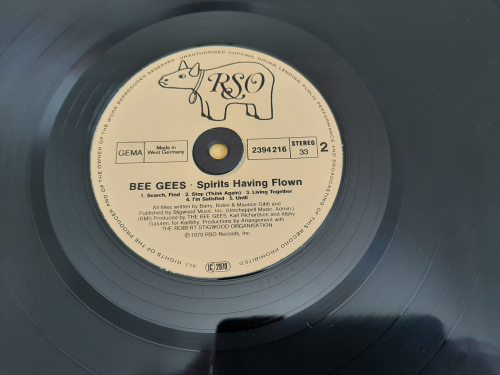 ALL RIGHTS OF THE PRODUCER AND OF THE OWNER OF THE WORK REPRODUCED RESERVED · UNAUTHORISED COPYING, HIRING, LENDING, PUBLIC PERFORMANCE AND BROADCASTING OF THIS RECORD PROHIBITED
RSO
GEMA
Made in
West Germany
2394 216
STEREO
33
2
BEE GEES · Spirits Having Flown
1. Search, Find · 2. Stop (Think Again) · 3. Living Together
4. I'm Satisfied · 5. Until
All titles written by Barry, Robin & Maurice Gibb and
Published by Stigwood Music, Inc. (Unichappell Music, Admin.)
(BMI) Produced by THE BEE GEES, Karl Richardson and Albhy
Galuten, for Karlbhy Productions by Arrangement with
THE ROBERT STIGWOOD ORGANISATION
℗ 1979 RSO Records, Inc.
LC 2970